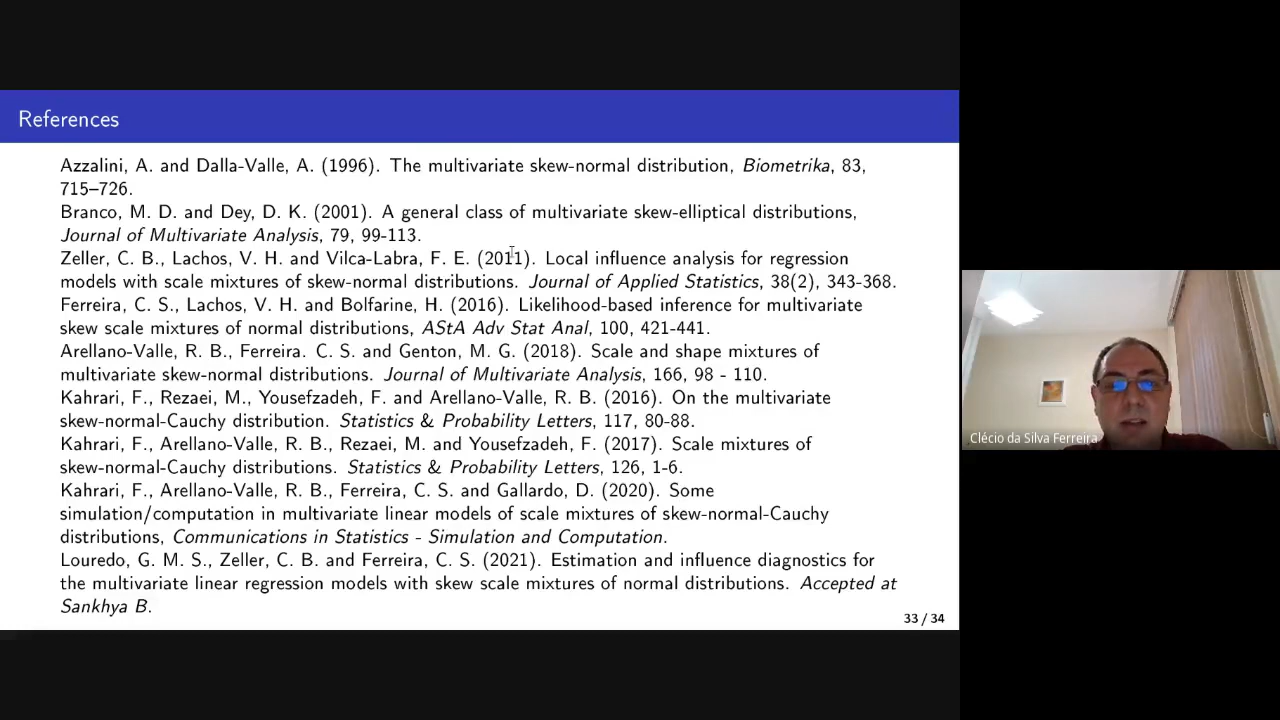 References
Azzalini, A. and Dalla-Valle, A. (1996). The multivariate skew-normal distribution, Biometrika, 83,
715–726.
Branco, M. D. and Dey, D. K. (2001). A general class of multivariate skew-elliptical distributions,
Journal of Multivariate Analysis, 79, 99-113.
Zeller, C. B., Lachos, V. H. and Vilca-Labra, F. E. (2011). Local influence analysis for regression
models with scale mixtures of skew-normal distributions. Journal of Applied Statistics, 38(2), 343-368.
Ferreira, C. S., Lachos, V. H. and Bolfarine, H. (2016). Likelihood-based inference for multivariate
skew scale mixtures of normal distributions, AStA Adv Stat Anal, 100, 421-441.
Arellano-Valle, R. B., Ferreira. C. S. and Genton, M. G. (2018). Scale and shape mixtures of
multivariate skew-normal distributions. Journal of Multivariate Analysis, 166, 98 - 110.
Kahrari, F., Rezaei, M., Yousefzadeh, F. and Arellano-Valle, R. B. (2016). On the multivariate
skew-normal-Cauchy distribution. Statistics & Probability Letters, 117, 80-88.
Kahrari, F., Arellano-Valle, R. B., Rezaei, M. and Yousefzadeh, F. (2017). Scale mixtures of
skew-normal-Cauchy distributions. Statistics & Probability Letters, 126, 1-6.
Kahrari, F., Arellano-Valle, R. B., Ferreira, C. S. and Gallardo, D. (2020). Some
simulation/computation in multivariate linear models of scale mixtures of skew-normal-Cauchy
distributions, Communications in Statistics - Simulation and Computation.
Louredo, G. M. S., Zeller, C. B. and Ferreira, C. S. (2021). Estimation and influence diagnostics for
the multivariate linear regression models with skew scale mixtures of normal distributions. Accepted at
Sankhya B.
33 / 34
Clécio da Silva Ferreira